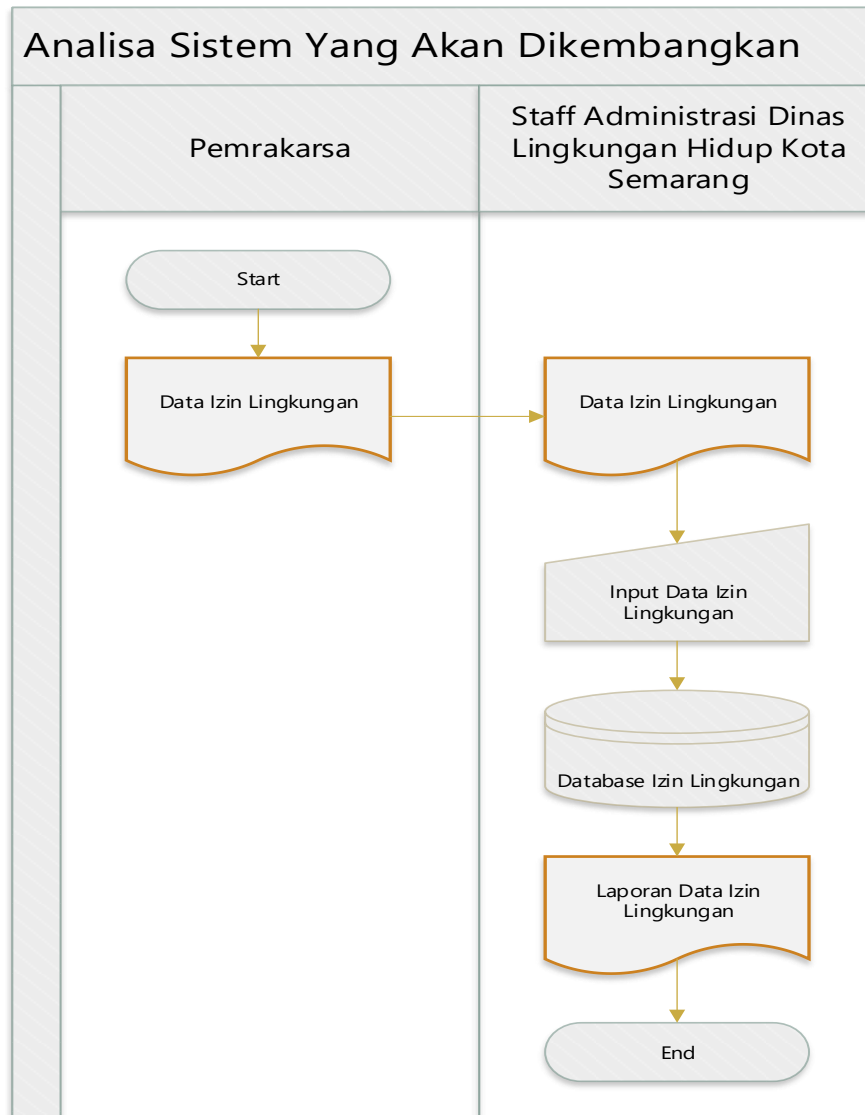 Analisa Sistem Yang Akan Dikembangkan
Pemrakarsa
Staff Administrasi Dinas
Lingkungan Hidup Kota
Semarang
Start
Data Izin Lingkungan
Data Izin Lingkungan
Input Data Izin
Lingkungan
Database Izin Lingkungan
Laporan Data Izin
Lingkungan
End